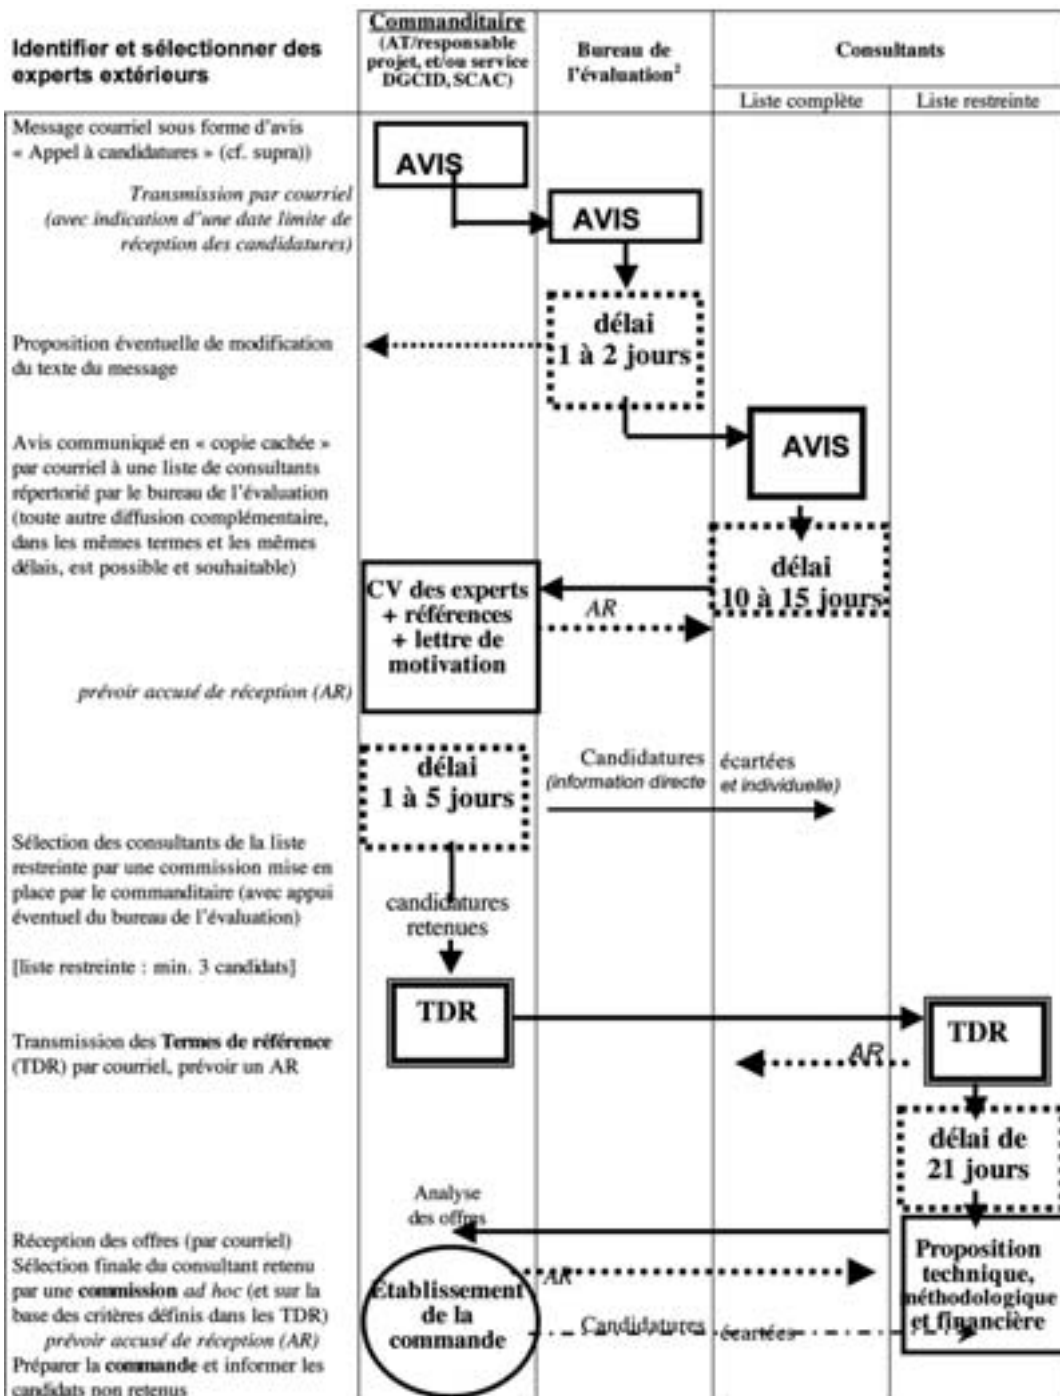 Identifier et sélectionner des
experts extérieurs
Commanditaire
(AT/responsable
projet, et/ou service
DGCID, SCAC)
Bureau de
l'évaluation²
Consultants
Liste complète
Liste restreinte
Message courriel sous forme d'avis
« Appel à candidatures » (cf. supra))
AVIS
Transmission par courriel
(avec indication d'une date limite de
réception des candidatures)
AVIS
délai
1 à 2 jours
Proposition éventuelle de modification
du texte du message
AVIS
Avis communiqué en « copie cachée »
par courriel à une liste de consultants
répertorié par le bureau de l'évaluation
(toute autre diffusion complémentaire,
dans les mêmes termes et les mêmes
délais, est possible et souhaitable)
délai
10 à 15 jours
CV des experts
+ références
+ lettre de
motivation
AR
prévoir accusé de réception (AR)
délai
1 à 5 jours
Candidatures écartées
(information directe et individuelle)
Sélection des consultants de la liste
restreinte par une commission mise en
place par le commanditaire (avec appui
éventuel du bureau de l'évaluation)
candidatures
retenues
[liste restreinte : min. 3 candidats]
TDR
TDR
Transmission des Termes de référence
(TDR) par courriel, prévoir un AR
AR
délai de
21 jours
Analyse
des offres
Réception des offres (par courriel)
Sélection finale du consultant retenu
par une commission ad hoc (et sur la
base des critères définis dans les TDR)
prévoir accusé de réception (AR)
Préparer la commande et informer les
candidats non retenus
Etablissement
de la
commande
AR
Candidatures écartées
Proposition
technique,
méthodologique
et financière